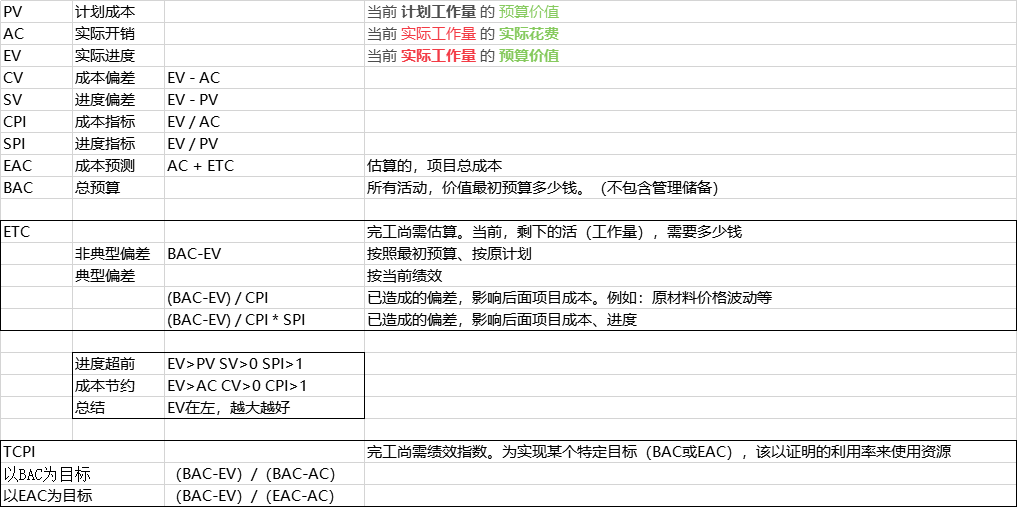 PV 计划成本 当前 计划工作量 的 预算价值
AC 实际开销 当前 实际工作量 的 实际花费
EV 实际进度 当前 实际工作量 的 预算价值
CV 成本偏差 EV - AC
SV 进度偏差 EV - PV
CPI 成本指标 EV / AC
SPI 进度指标 EV / PV
EAC 成本预测 AC + ETC 估算的，项目总成本
BAC 总预算 所有活动，价值最初预算多少钱。（不包含管理储备）
ETC 完工尚需估算。当前，剩下的活（工作量），需要多少钱
非典型偏差 BAC-EV 按照最初预算、按原计划
典型偏差 按当前绩效
(BAC-EV) / CPI 已造成的偏差，影响后面项目成本。例如：原材料价格波动等
(BAC-EV) / CPI * SPI 已造成的偏差，影响后面项目成本、进度
进度超前 EV>PV SV>0 SPI>1
成本节约 EV>AC CV>0 CPI>1
总结 EV在左，越大越好
TCPI 完工尚需绩效指数。为实现某个特定目标（BAC或EAC），该以证明的利用率来使用资源
以BAC为目标 （BAC-EV）/（BAC-AC）
以EAC为目标 （BAC-EV）/（EAC-AC）